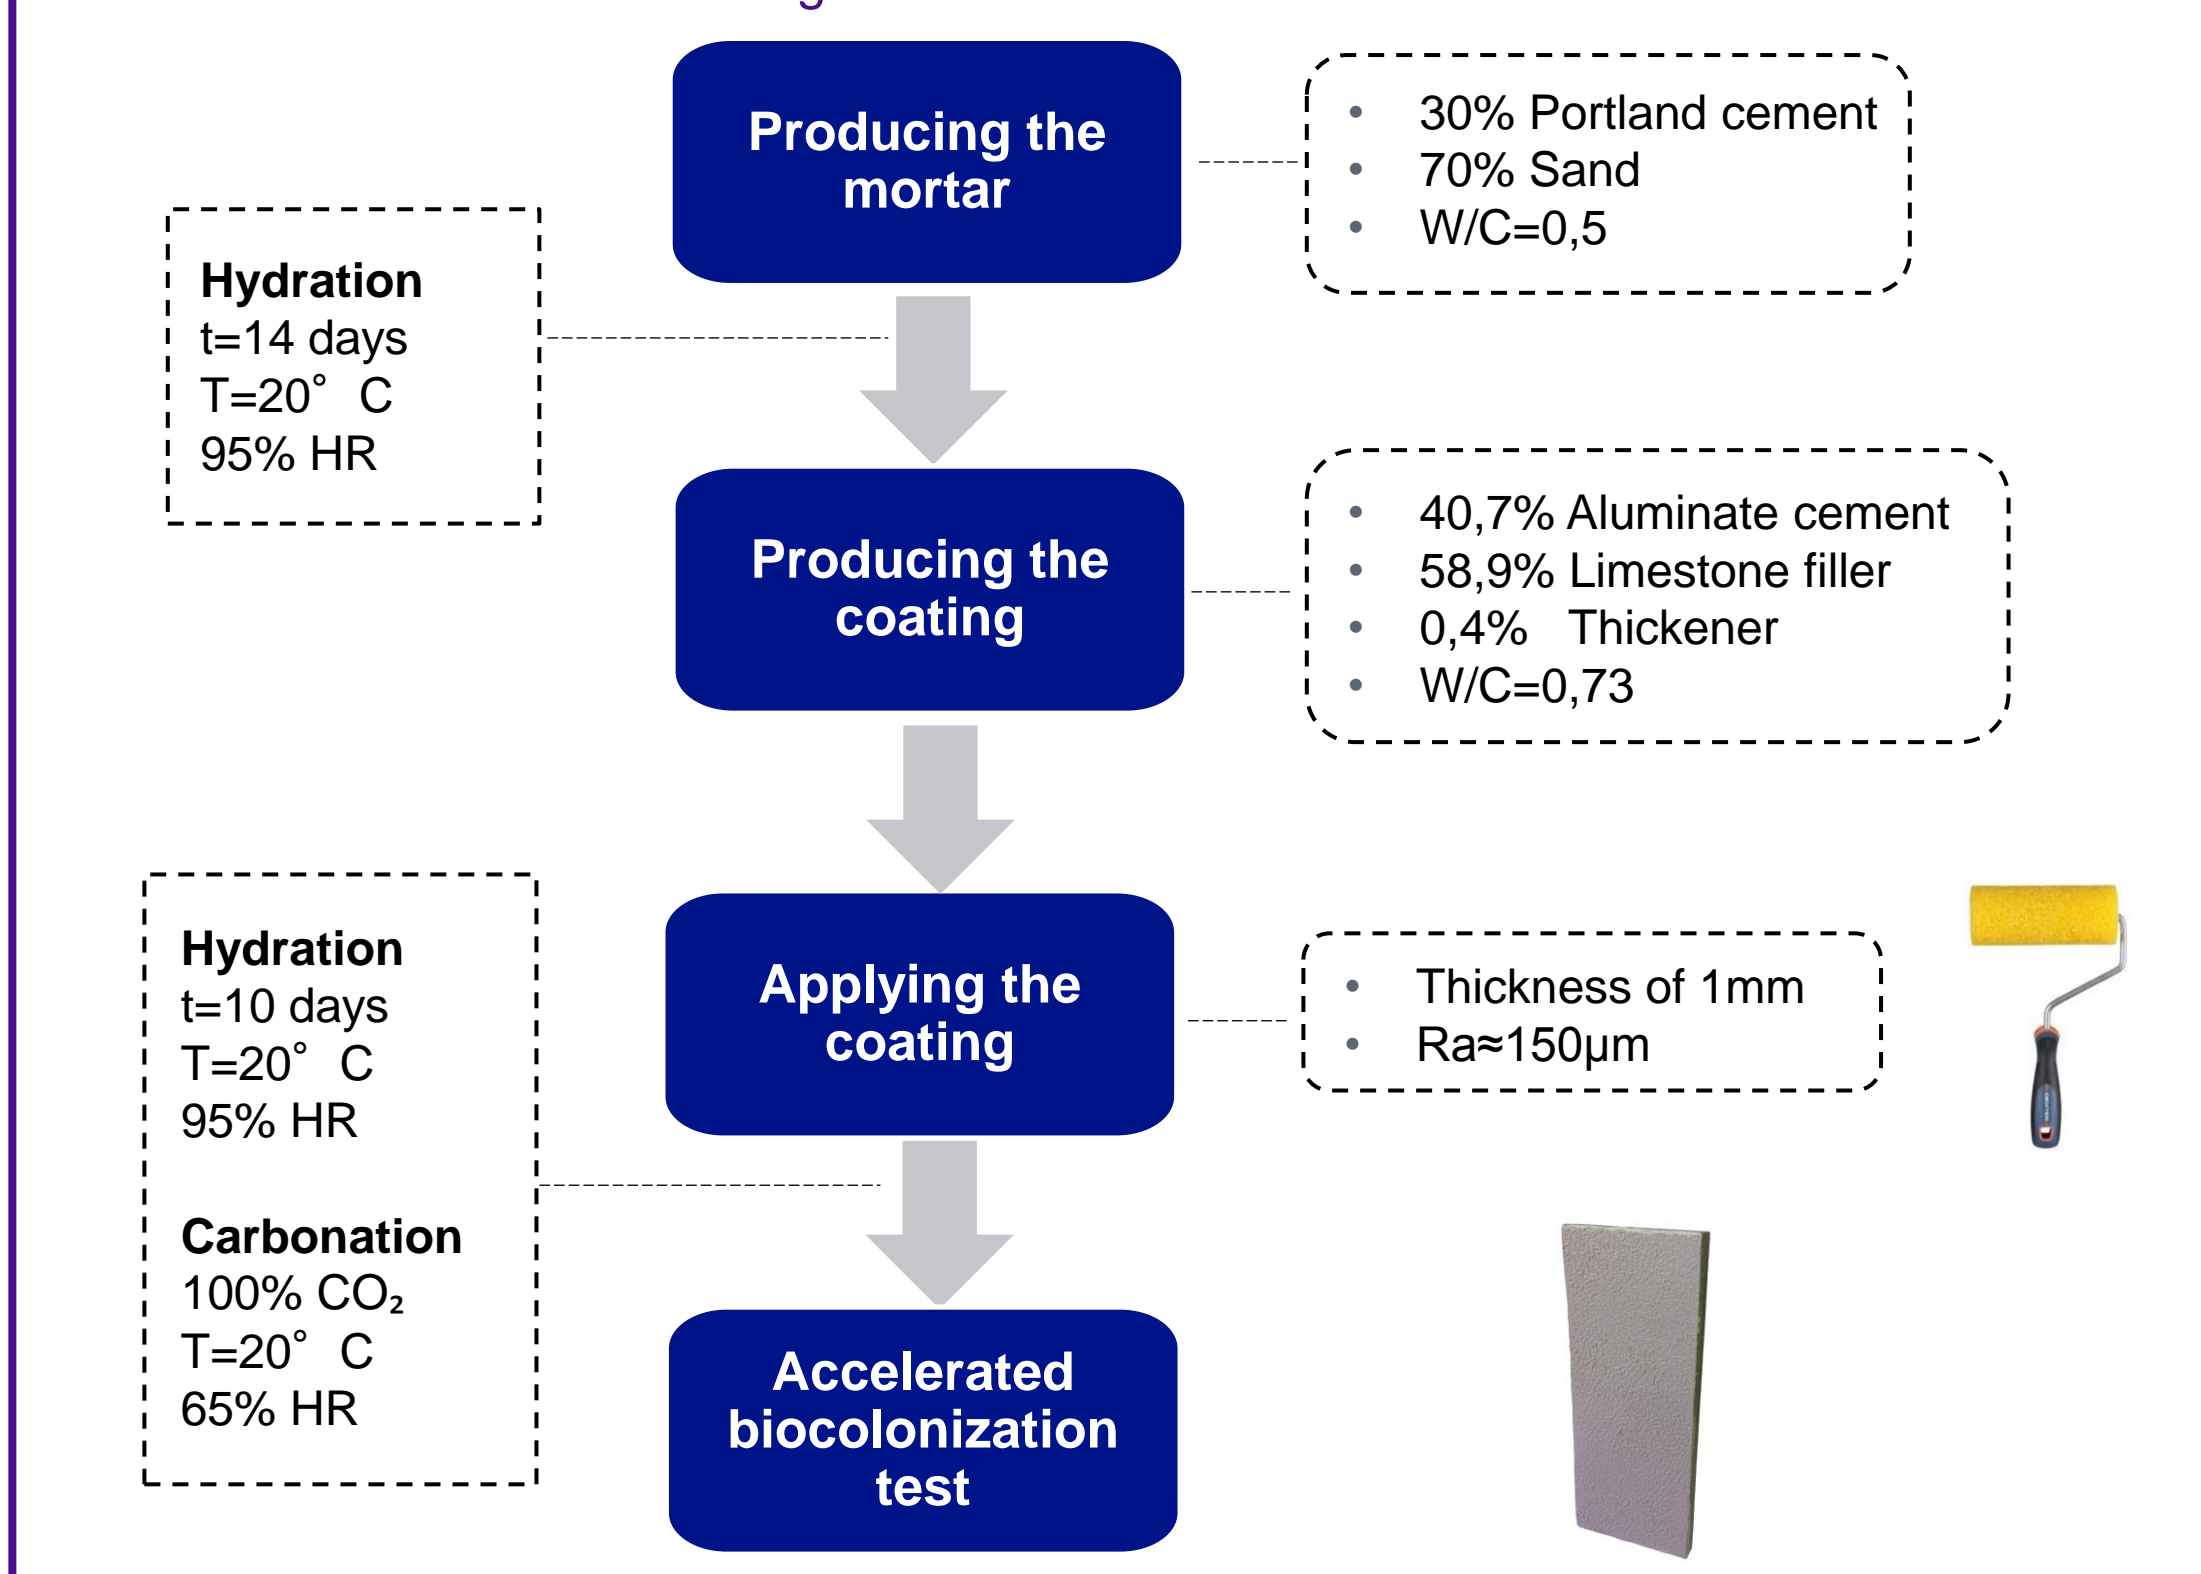 Producing the
mortar
• 30% Portland cement
• 70% Sand
• W/C=0,5
Hydration
t=14 days
T=20° C
95% HR
Producing the
coating
• 40,7% Aluminate cement
• 58,9% Limestone filler
• 0,4% Thickener
• W/C=0,73
Applying the
coating
• Thickness of 1mm
• Ra≈150µm
Hydration
t=10 days
T=20° C
95% HR
Carbonation
100% CO₂
T=20° C
65% HR
Accelerated
biocolonization
test